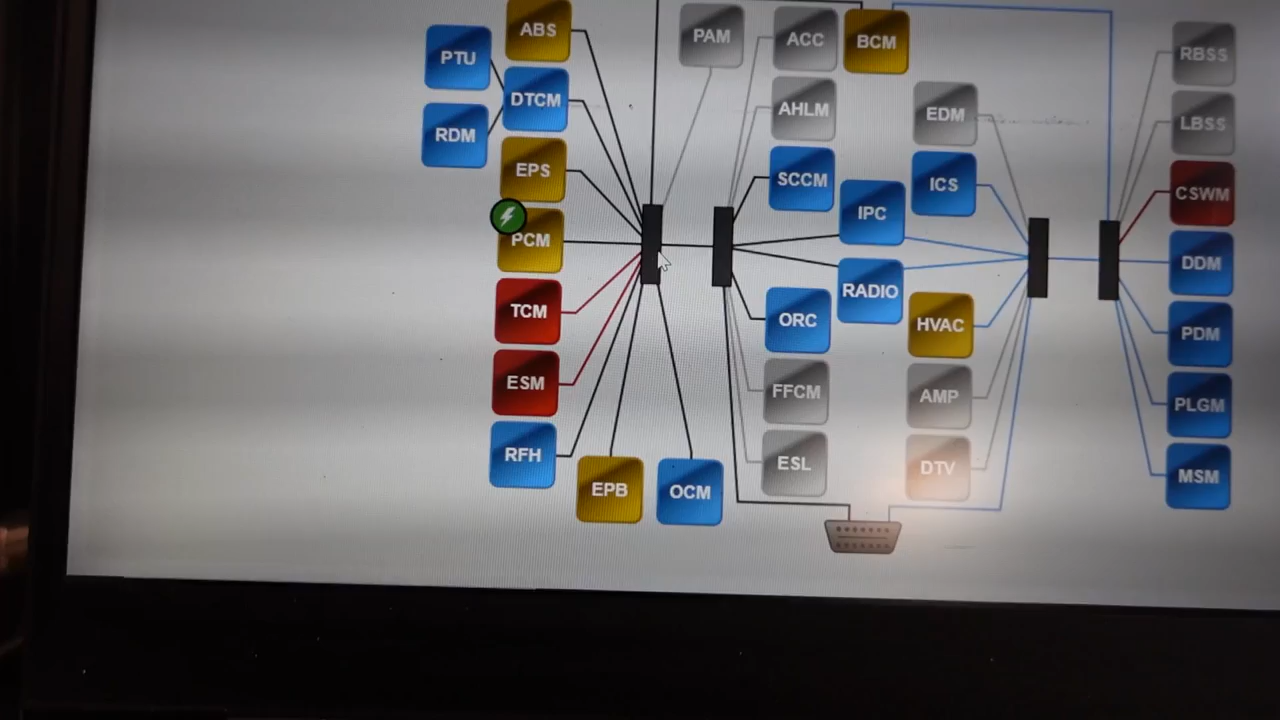 ABS
PTU
DTCM
RDM
EPS
PCM
TCM
ESM
RFH
EPB
OCM
PAM
ACC
BCM
AHLM
SCCM
IPC
RADIO
ORC
FFCM
ESL
EDM
ICS
HVAC
AMP
DTV
RBSS
LBSS
CSWM
DDM
PDM
PLGM
MSM